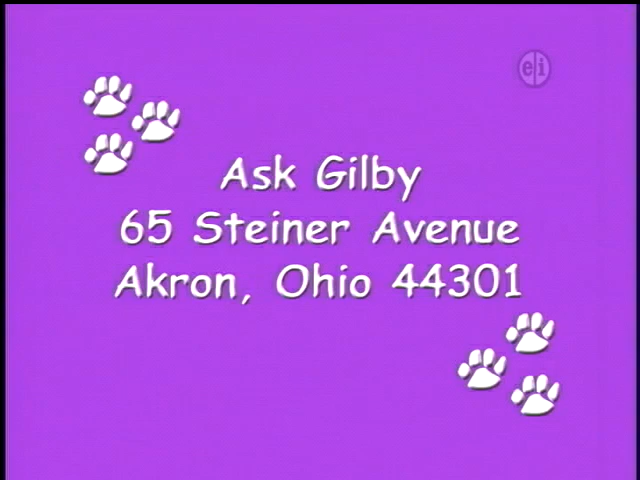 e/i
Ask Gilby
65 Steiner Avenue
Akron, Ohio 44301